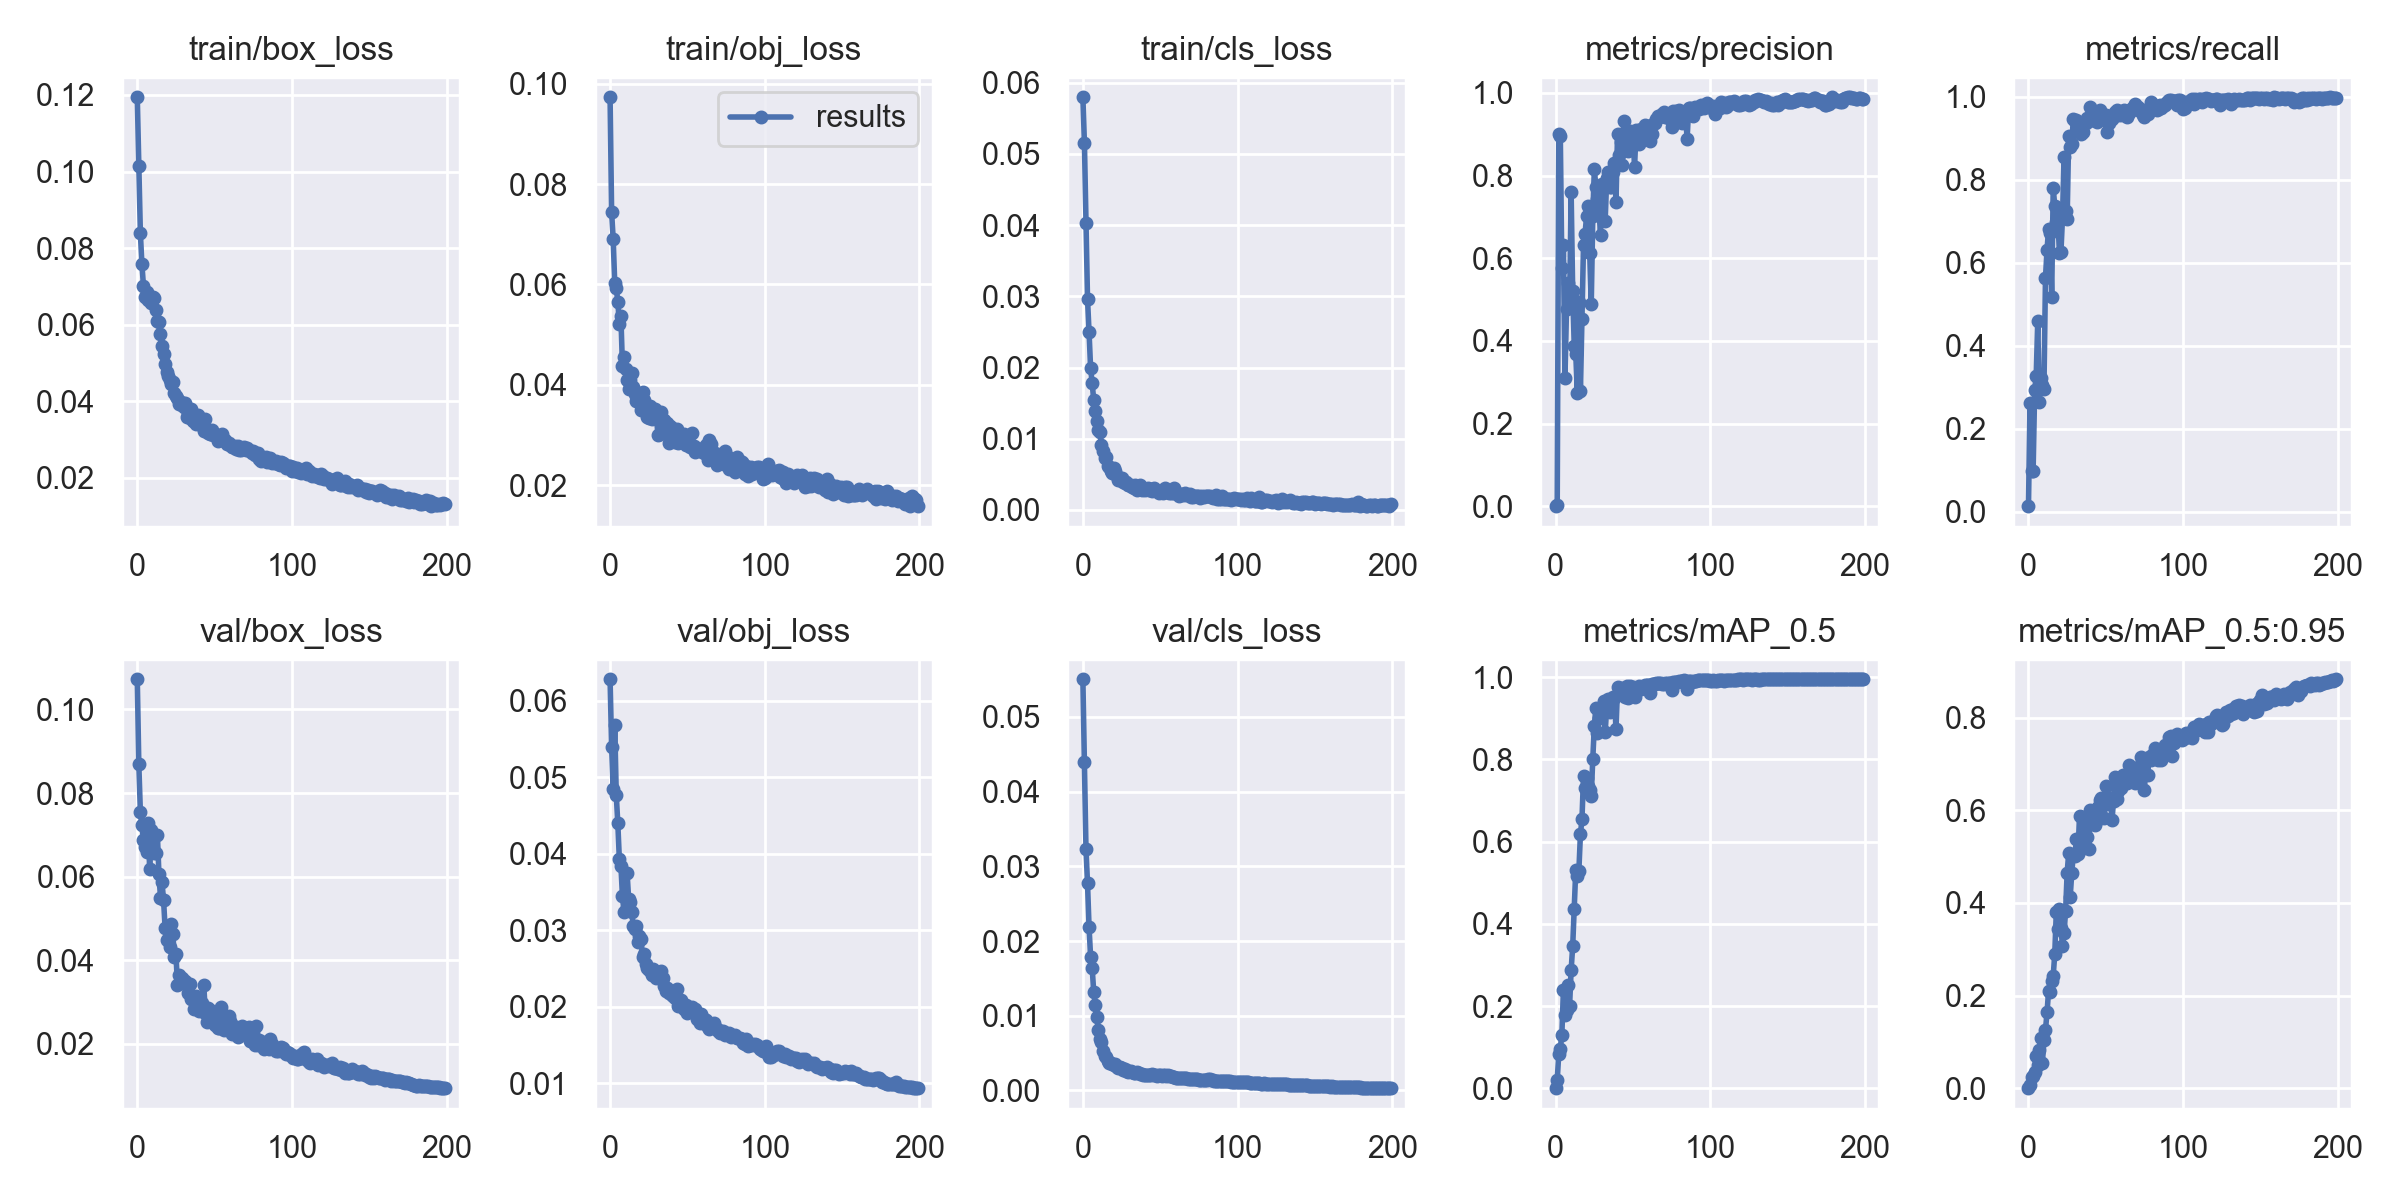 train/box_loss
0.12
0.10
0.08
0.06
0.04
0.02
0 100 200
train/obj_loss
results
0.10
0.08
0.06
0.04
0.02
0 100 200
train/cls_loss
0.06
0.05
0.04
0.03
0.02
0.01
0.00
0 100 200
metrics/precision
1.0
0.8
0.6
0.4
0.2
0.0
0 100 200
metrics/recall
1.0
0.8
0.6
0.4
0.2
0.0
0 100 200
val/box_loss
0.10
0.08
0.06
0.04
0.02
0 100 200
val/obj_loss
0.06
0.05
0.04
0.03
0.02
0.01
0 100 200
val/cls_loss
0.05
0.04
0.03
0.02
0.01
0.00
0 100 200
metrics/mAP_0.5
1.0
0.8
0.6
0.4
0.2
0.0
0 100 200
metrics/mAP_0.5:0.95
0.8
0.6
0.4
0.2
0.0
0 100 200